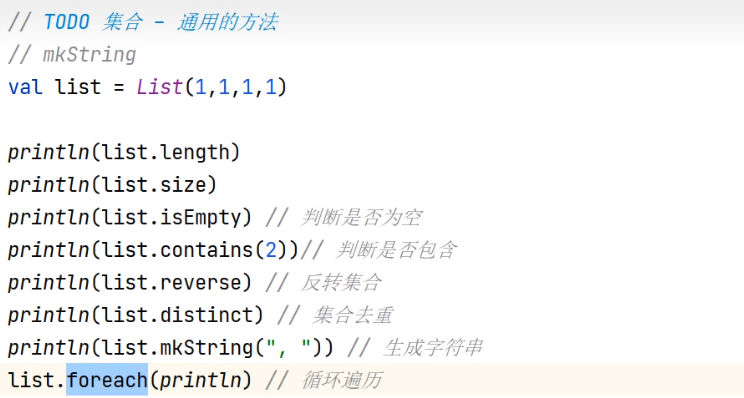 // TODO 集合 - 通用的方法
// mkString
val list = List(1,1,1,1)
println(list.length)
println(list.size)
println(list.isEmpty) // 判断是否为空
println(list.contains(2))// 判断是否包含
println(list.reverse) // 反转集合
println(list.distinct) // 集合去重
println(list.mkString(", ")) // 生成字符串
list.foreach(println) // 循环遍历